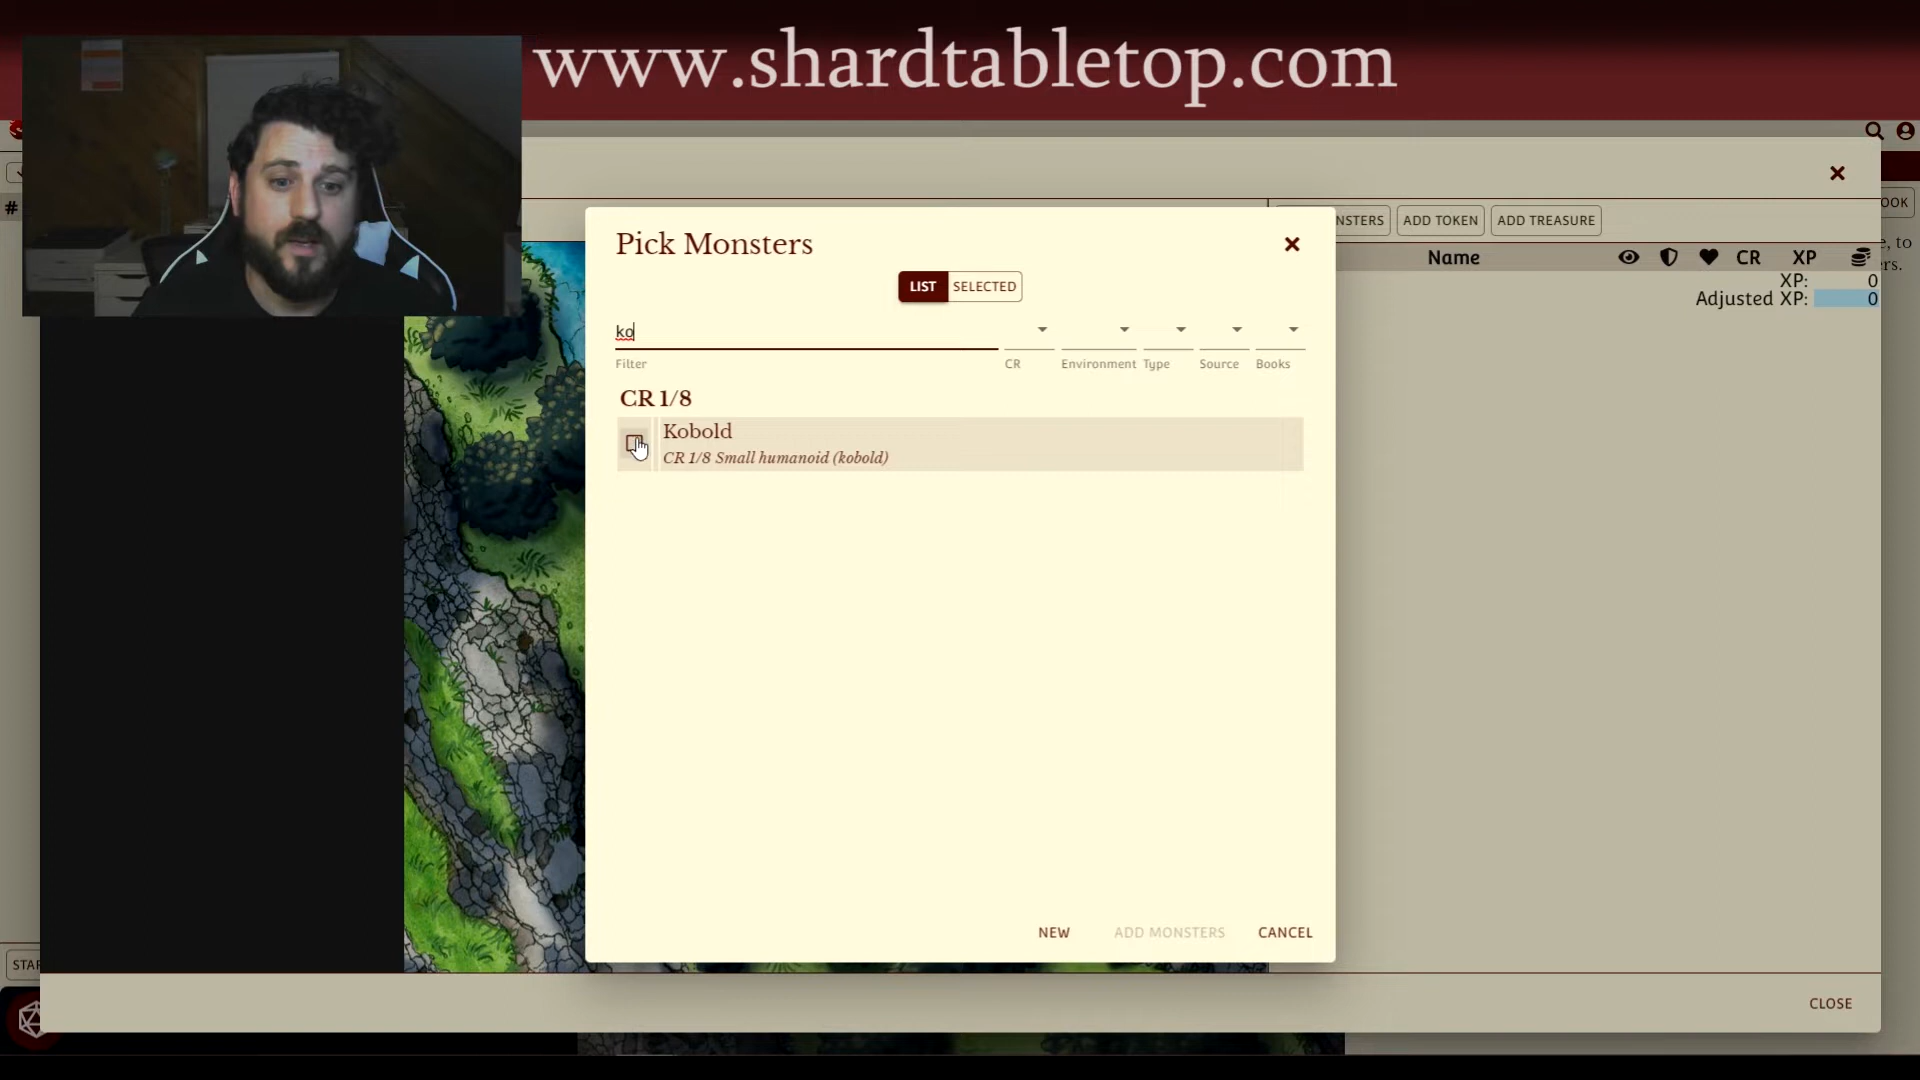 www.shardtabletop.com
#
OOK
NSTERS
ADD TOKEN
ADD TREASURE
e, to
rs.
Name
CR
XP
XP: 0
Adjusted XP: 0
Pick Monsters
LIST
SELECTED
ko
Filter
CR
Environment
Type
Source
Books
CR 1/8
Kobold
CR 1/8 Small humanoid (kobold)
NEW
ADD MONSTERS
CANCEL
STAR
CLOSE